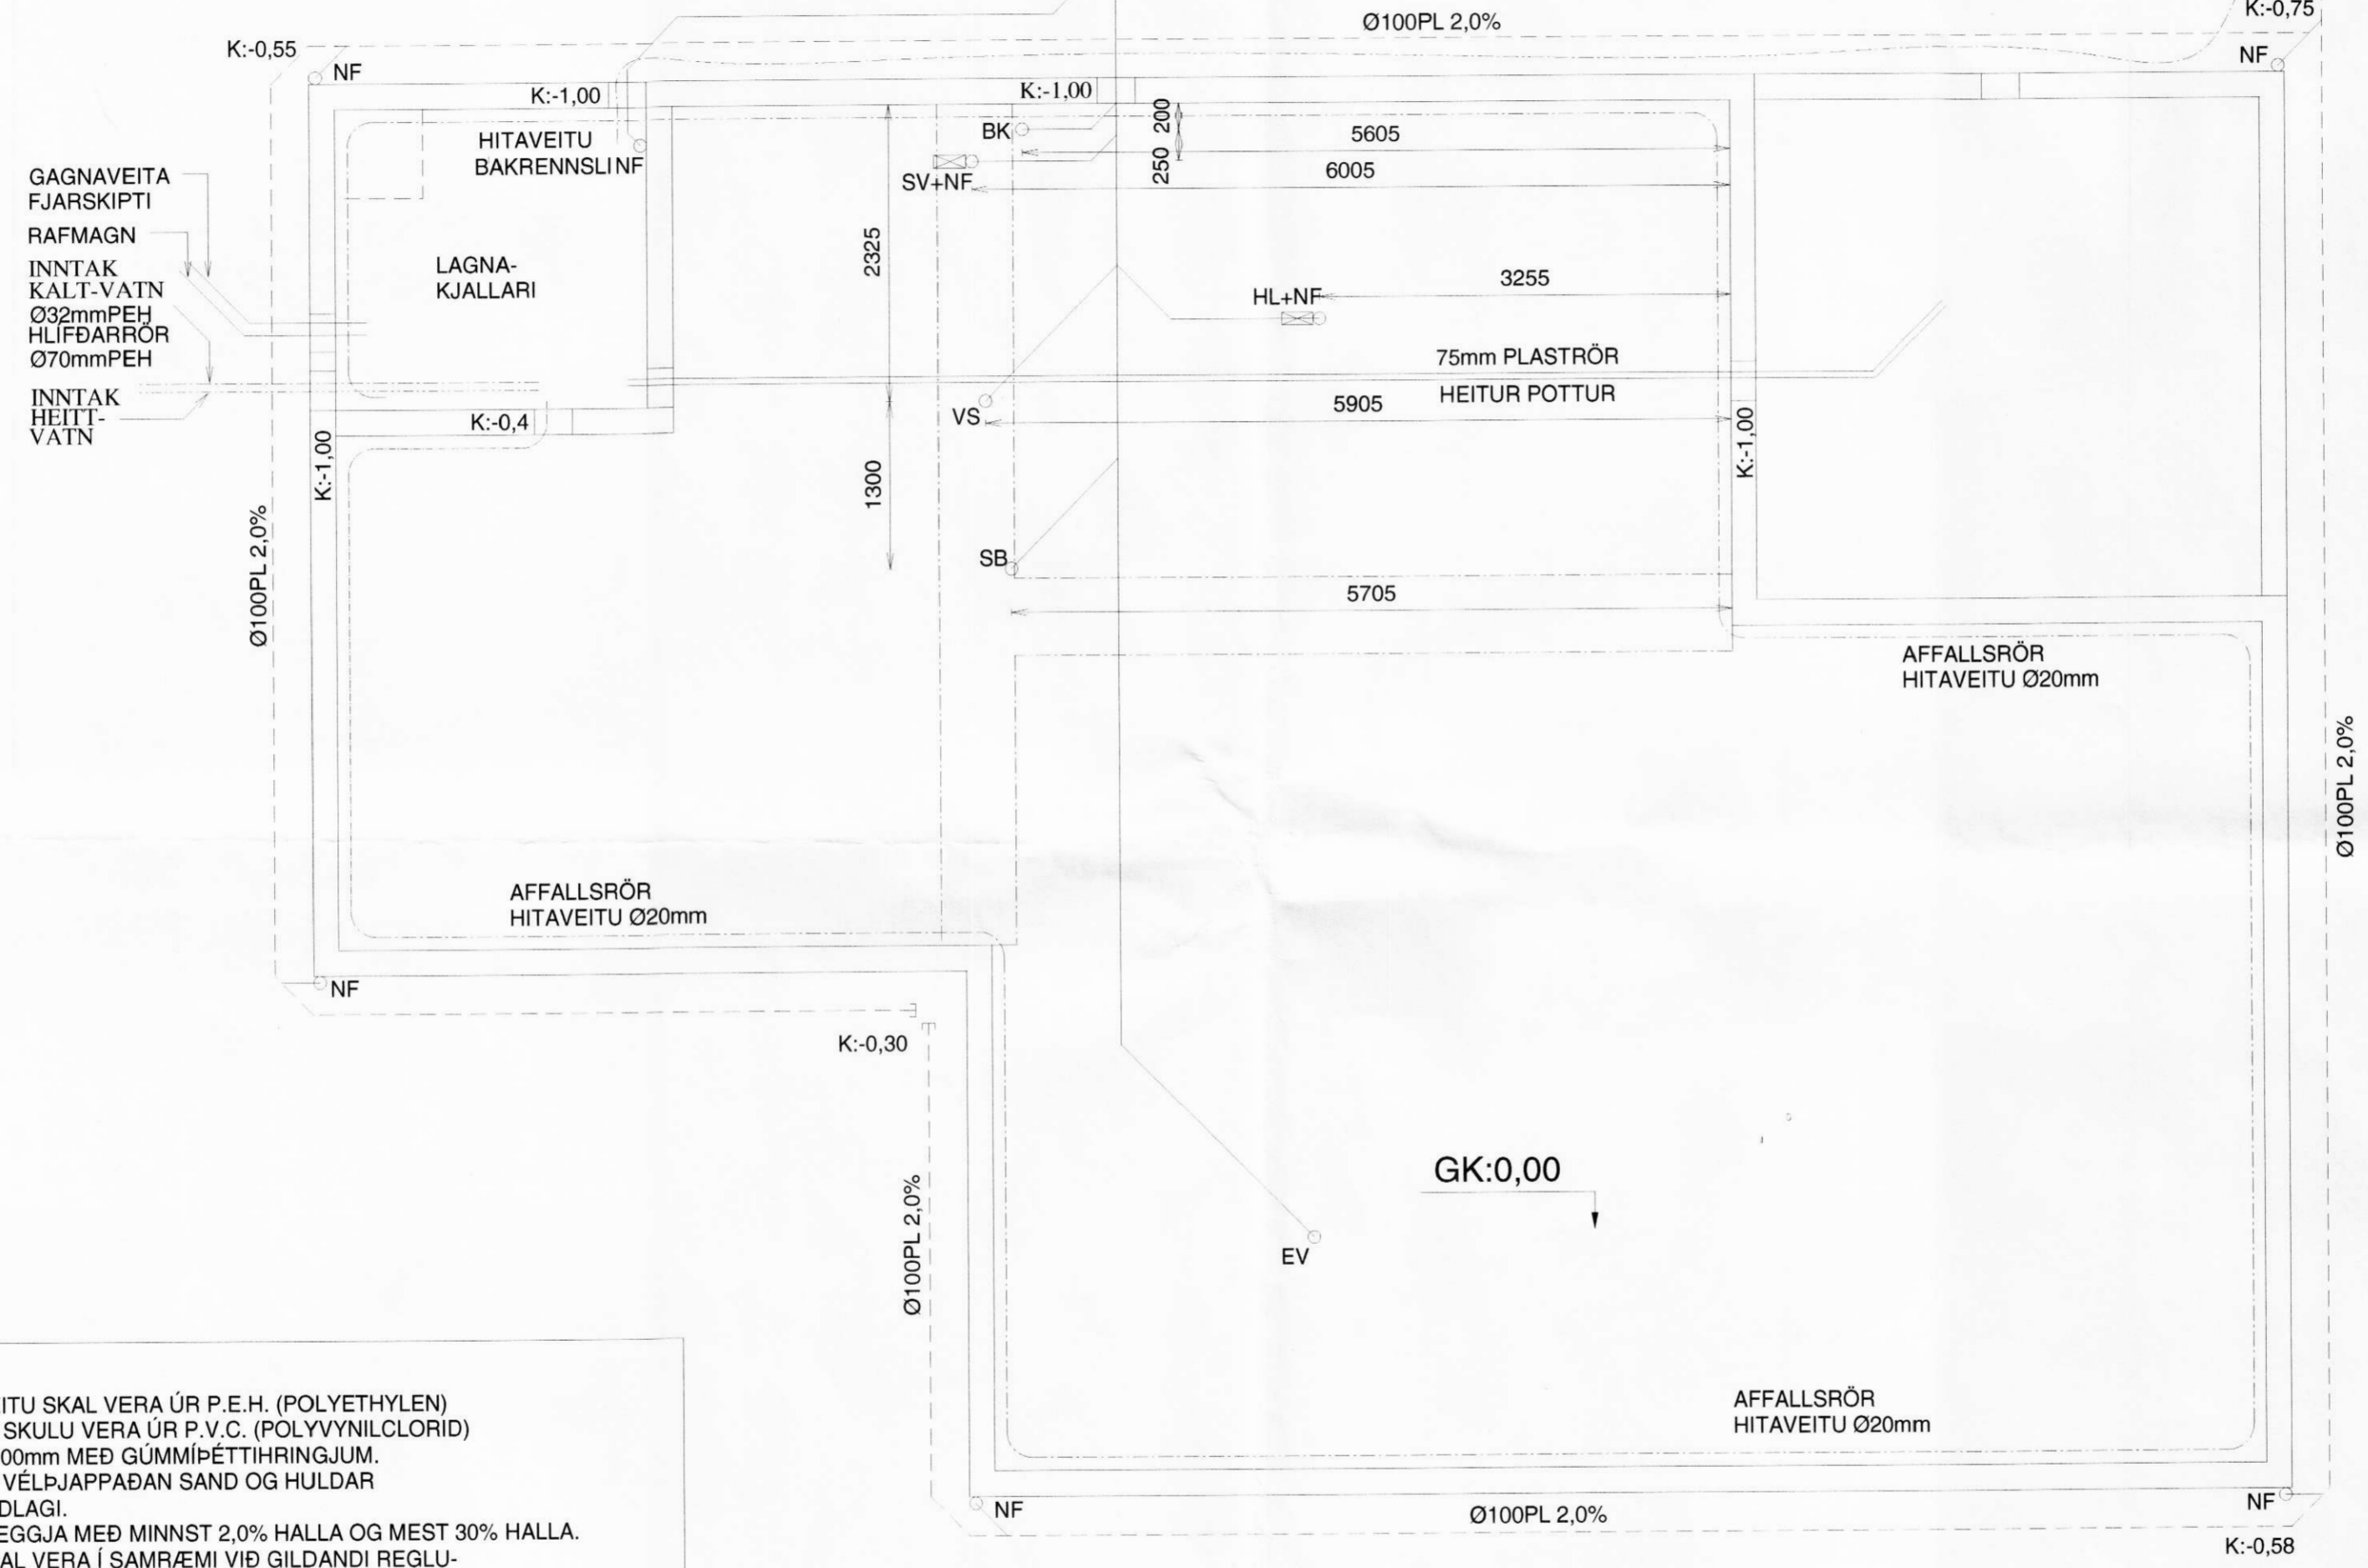 Ø100PL 2,0%
K:-0,75
K:-0,55
NF
NF
K:-1,00
K:-1,00
HITAVEITU
BAKRENNSLI NF
BK
200
250
5605
SV+NF
6005
GAGNAVEITA
FJARSKIPTI
RAFMAGN
INNTAK
KALT-VATN
Ø32mmPEH
HLÍFÐARRÖR
Ø70mmPEH
INNTAK
HEITT-
VATN
LAGNA-
KJALLARI
2325
HL+NF
3255
75mm PLASTRÖR
HEITUR POTTUR
5905
VS
K:-0,4
K:-1,00
K:-1,00
1300
SB
5705
Ø100PL 2,0%
AFFALLSRÖR
HITAVEITU Ø20mm
Ø100PL 2,0%
AFFALLSRÖR
HITAVEITU Ø20mm
NF
K:-0,30
GK:0,00
Ø100PL 2,0%
EV
AFFALLSRÖR
HITAVEITU Ø20mm
NF
Ø100PL 2,0%
NF
K:-0,58
ITU SKAL VERA ÚR P.E.H. (POLYETHYLEN)
SKULU VERA ÚR P.V.C. (POLYVYNILCLORID)
00mm MEÐ GÚMMÍÞÉTTIHRINGJUM.
VÉLÞJAPPAÐAN SAND OG HULDAR
DLAGI.
EGGJA MEÐ MINNST 2,0% HALLA OG MEST 30% HALLA.
AL VERA Í SAMRÆMI VIÐ GILDANDI REGLU-